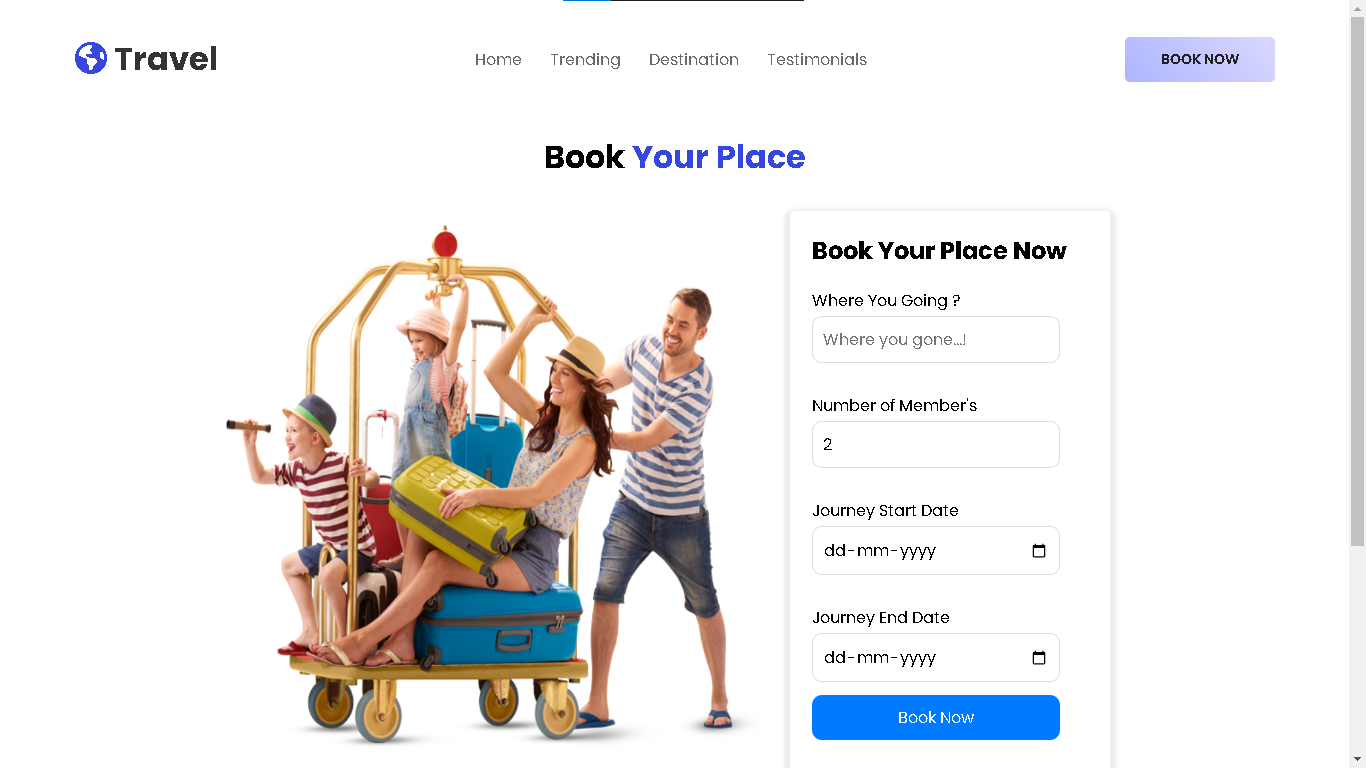 Travel
Home Trending Destination Testimonials
BOOK NOW
Book Your Place
Book Your Place Now
Where You Going ?
Where you gone...!
Number of Member's
2
Journey Start Date
dd-mm-yyyy
Journey End Date
dd-mm-yyyy
Book Now